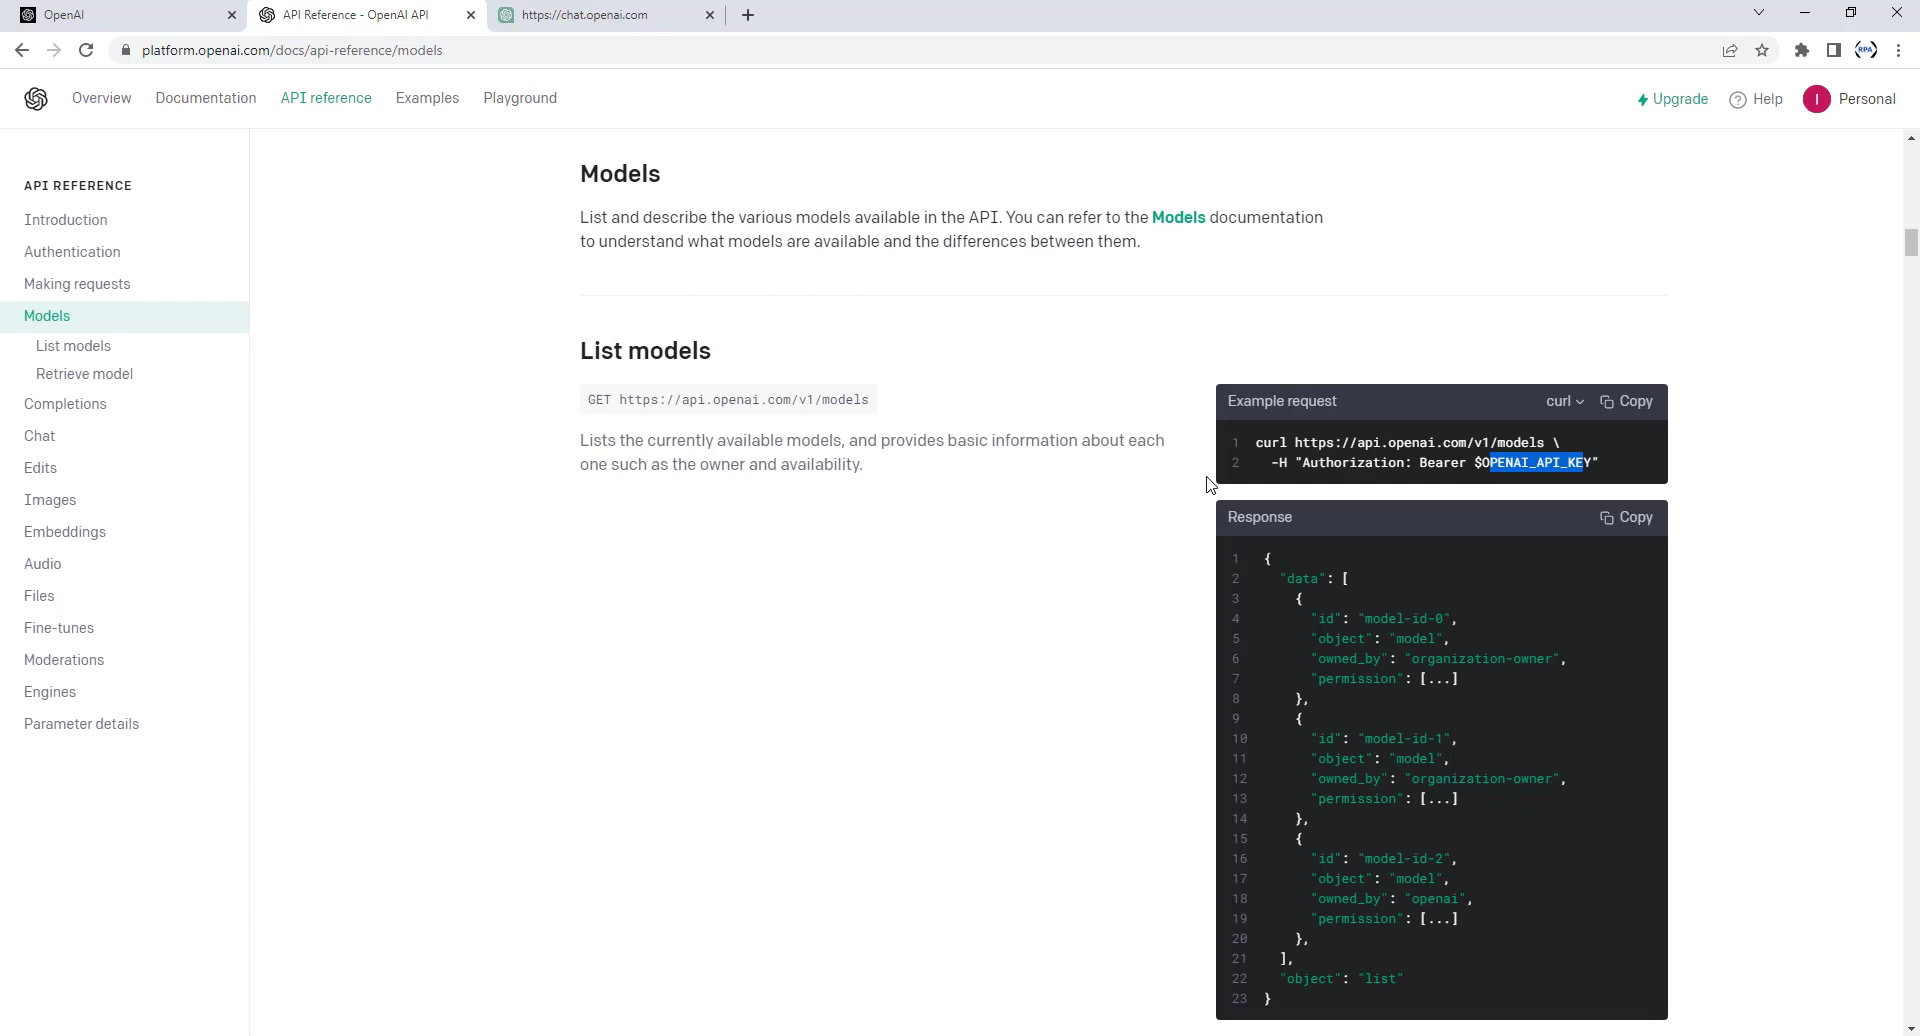 OpenAI
API Reference - OpenAI API
https://chat.openai.com
platform.openai.com/docs/api-reference/models
RPA
Overview
Documentation
API reference
Examples
Playground
Upgrade
Help
I
Personal
API REFERENCE
Introduction
Authentication
Making requests
Models
List models
Retrieve model
Completions
Chat
Edits
Images
Embeddings
Audio
Files
Fine-tunes
Moderations
Engines
Parameter details
Models
List and describe the various models available in the API. You can refer to the Models documentation
to understand what models are available and the differences between them.
List models
GET https://api.openai.com/v1/models
Lists the currently available models, and provides basic information about each
one such as the owner and availability.
Example request
curl
Copy
1 curl https://api.openai.com/v1/models \
2 -H "Authorization: Bearer $OPENAI_API_KEY"
Response
Copy
1 {
2 "data": [
3 {
4 "id": "model-id-0",
5 "object": "model",
6 "owned_by": "organization-owner",
7 "permission": [...]
8 },
9 {
10 "id": "model-id-1",
11 "object": "model",
12 "owned_by": "organization-owner",
13 "permission": [...]
14 },
15 {
16 "id": "model-id-2",
17 "object": "model",
18 "owned_by": "openai",
19 "permission": [...]
20 },
21 ],
22 "object": "list"
23 }